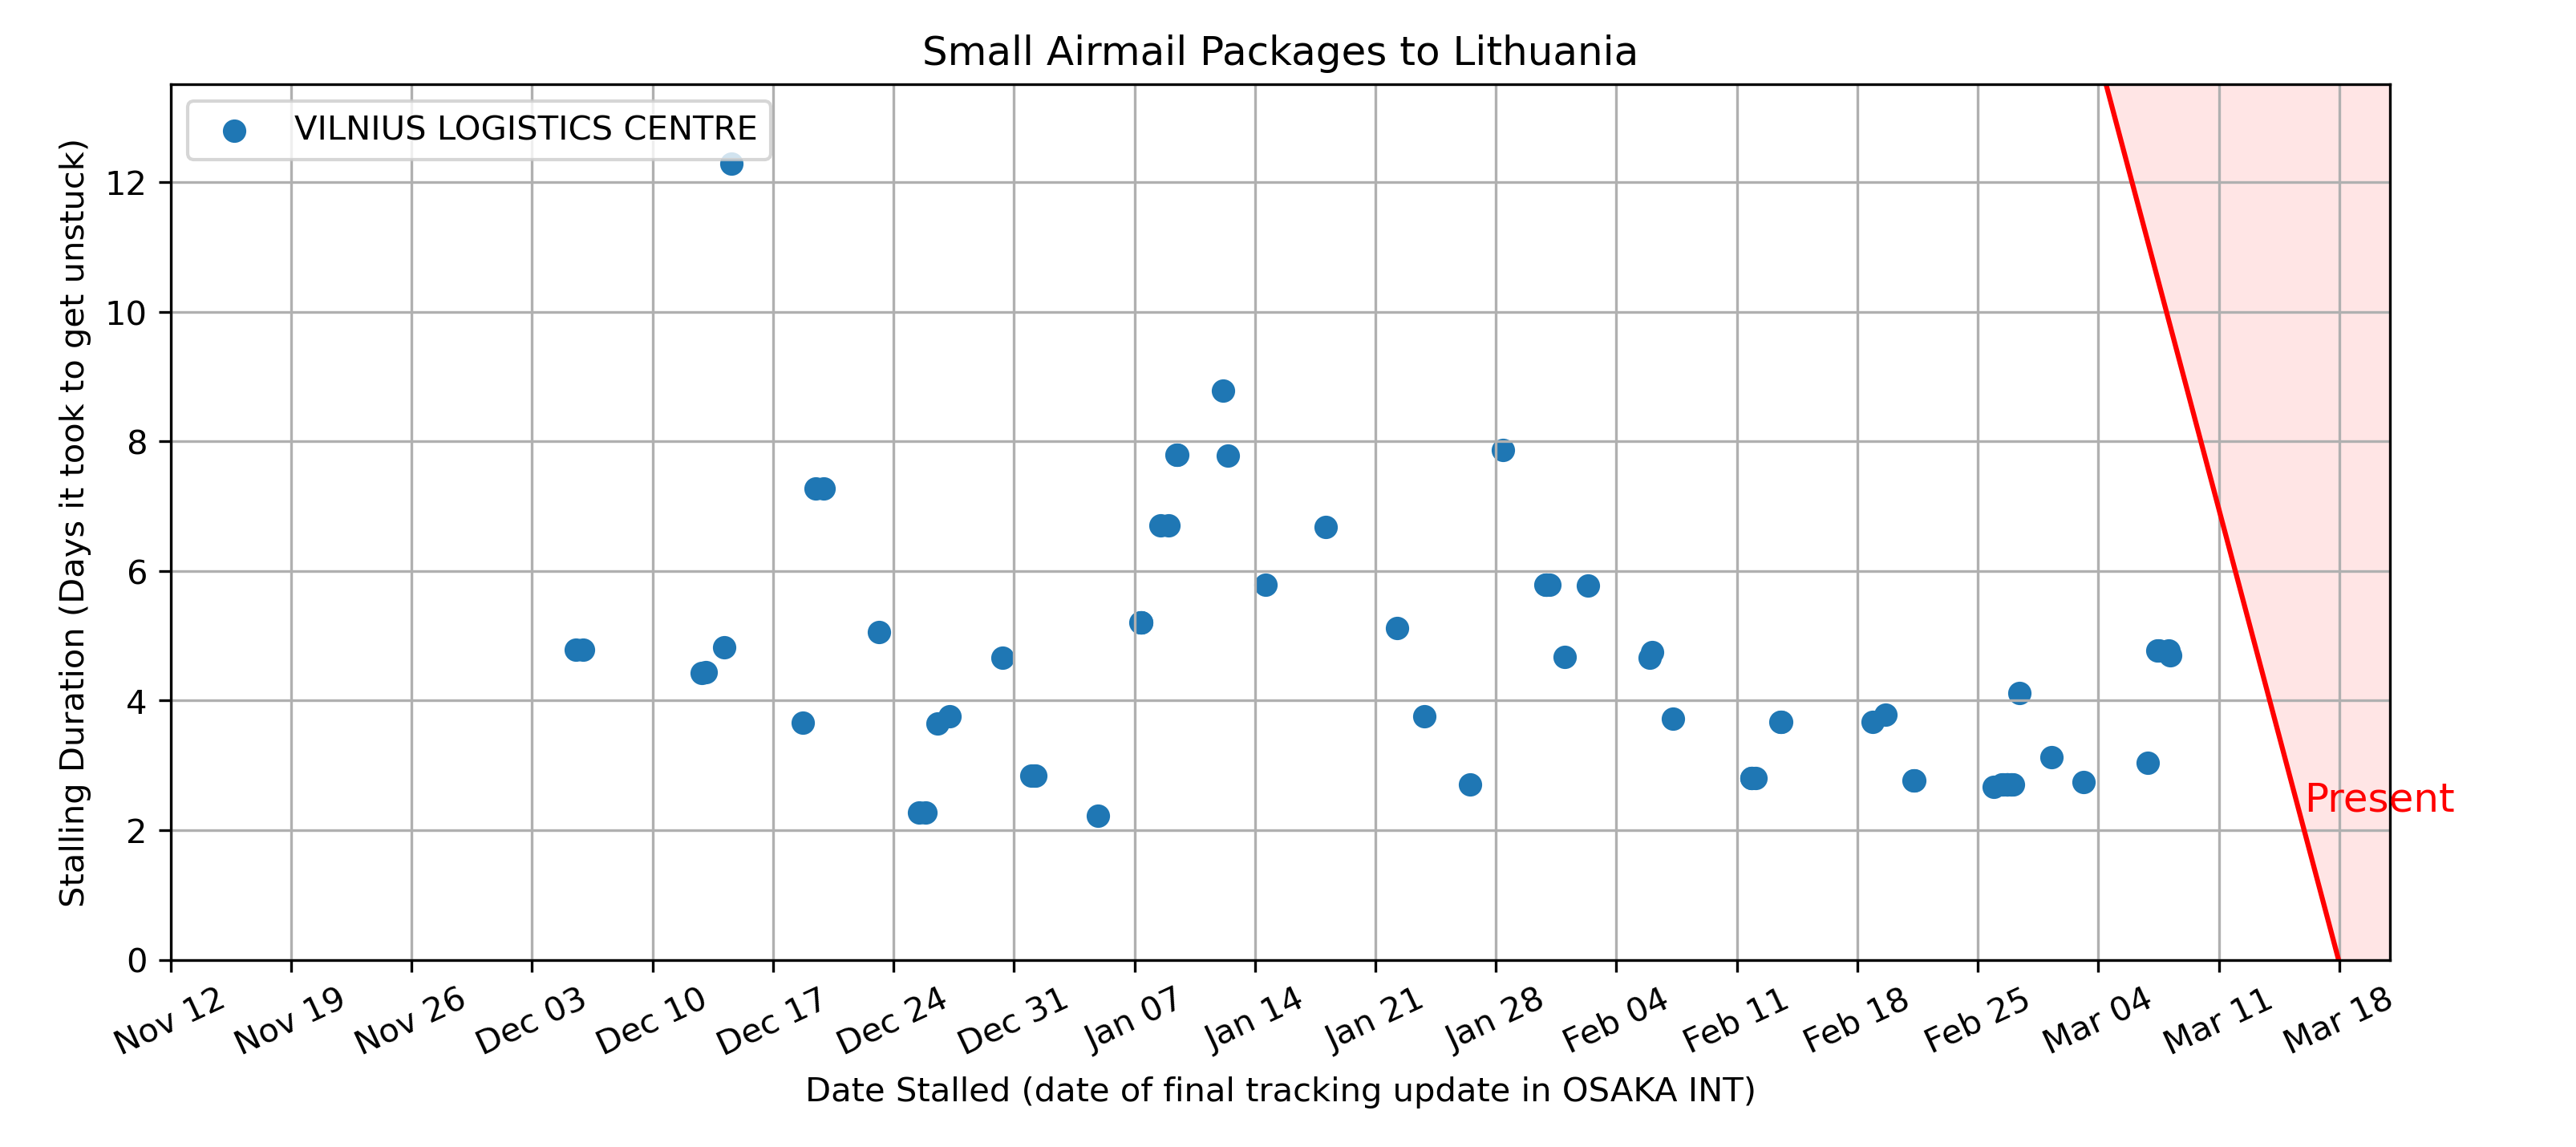 Small Airmail Packages to Lithuania
VILNIUS LOGISTICS CENTRE
Stalling Duration (Days it took to get unstuck)
12
10
8
6
4
2
0
Present
Nov 12 Nov 19 Nov 26 Dec 03 Dec 10 Dec 17 Dec 24 Dec 31 Jan 07 Jan 14 Jan 21 Jan 28 Feb 04 Feb 11 Feb 18 Feb 25 Mar 04 Mar 11 Mar 18
Date Stalled (date of final tracking update in OSAKA INT)